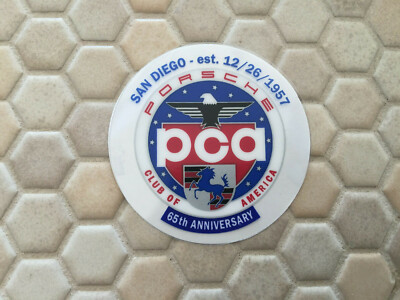 SAN DIEGO - est. 12/26/1957
PORSCHE
pca
CLUB OF AMERICA
65th ANNIVERSARY